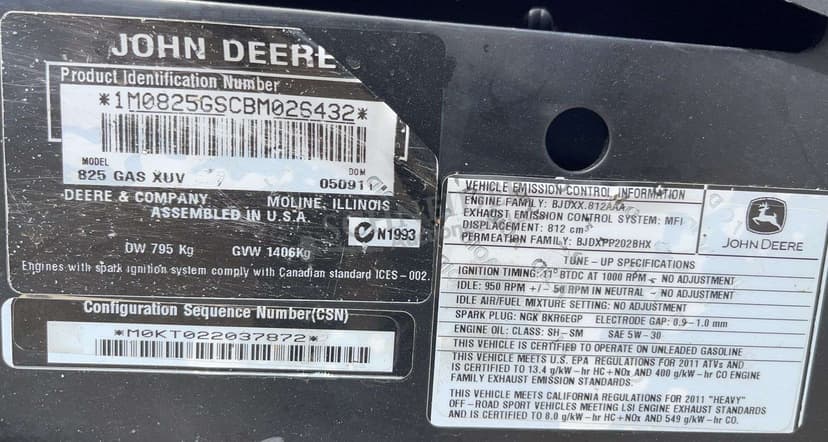 JOHN DEERE
Product Identification Number
*1M0825GSCBM026432*
MODEL DOM
825 GAS XUV 050911
DEERE & COMPANY MOLINE, ILLINOIS
ASSEMBLED IN U.S.A.
N1993
DW 795 Kg GVW 1406Kg
Engines with spark ignition system comply with Canadian standard ICES-002.
Configuration Sequence Number(CSN)
*M0KT022037872*
VEHICLE EMISSION CONTROL INFORMATION
ENGINE FAMILY: BJDXX.812AAA
EXHAUST EMISSION CONTROL SYSTEM: MFI
DISPLACEMENT: 812 cm³
PERMEATION FAMILY: BJDXPP202BHX
JOHN DEERE
TUNE-UP SPECIFICATIONS
IGNITION TIMING: 17° BTDC AT 1000 RPM - NO ADJUSTMENT
IDLE: 950 RPM +/- 50 RPM IN NEUTRAL - NO ADJUSTMENT
IDLE AIR/FUEL MIXTURE SETTING: NO ADJUSTMENT
SPARK PLUG: NGK BKR6EGP ELECTRODE GAP: 0.9-1.0 mm
ENGINE OIL: CLASS: SH-SM SAE 5W-30
THIS VEHICLE IS CERTIFIED TO OPERATE ON UNLEADED GASOLINE
THIS VEHICLE MEETS U.S. EPA REGULATIONS FOR 2011 ATVs AND
IS CERTIFIED TO 13.4 g/kW-hr HC+NOx AND 400 g/kW-hr CO ENGINE
FAMILY EXHAUST EMISSION STANDARDS.
THIS VEHICLE MEETS CALIFORNIA REGULATIONS FOR 2011 "HEAVY"
OFF-ROAD SPORT VEHICLES MEETING LSI ENGINE EXHAUST STANDARDS
AND IS CERTIFIED TO 8.0 g/kW-hr HC+NOx AND 549 g/kW-hr CO.